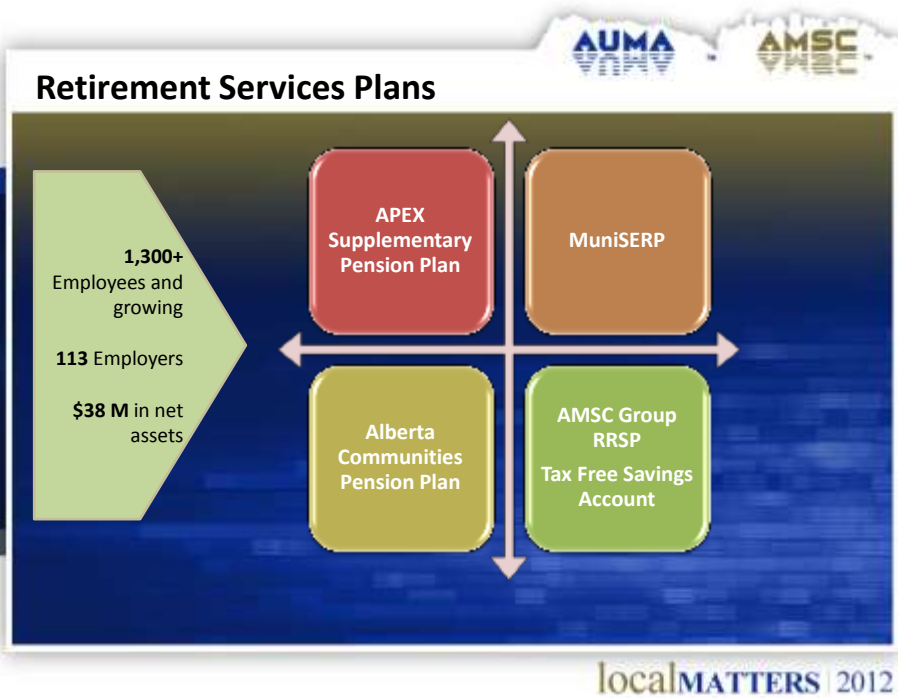 AUMA
AMSC
Retirement Services Plans
1,300+
Employees and
growing
113 Employers
$38 M in net
assets
APEX
Supplementary
Pension Plan
MuniSERP
Alberta
Communities
Pension Plan
AMSC Group
RRSP
Tax Free Savings
Account
localMATTERS 2012